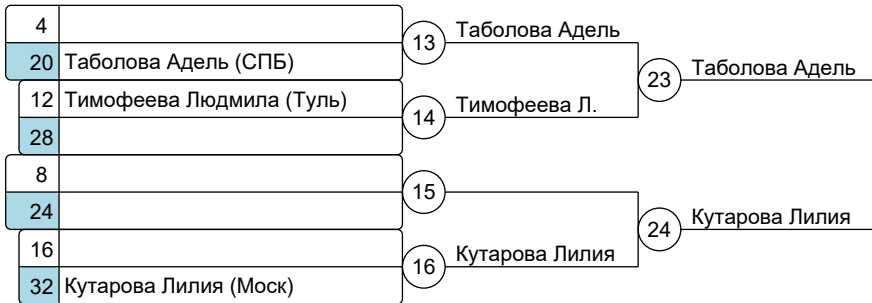 4
13 Таболова Адель
20 Таболова Адель (СПБ)
23 Таболова Адель
12 Тимофеева Людмила (Туль)
14 Тимофеева Л.
28
8
15
24
24 Кутарова Лилия
16
16 Кутарова Лилия
32 Кутарова Лилия (Моск)